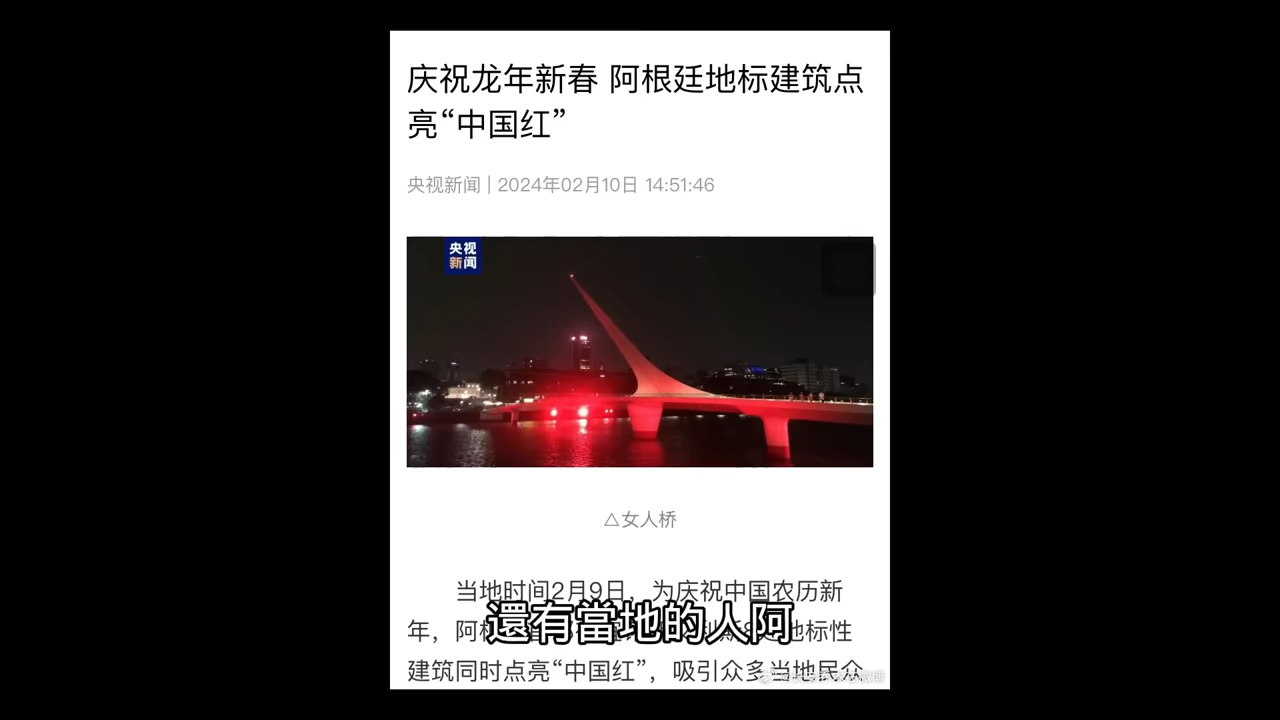 庆祝龙年新春 阿根廷地标建筑点
亮“中国红”
央视新闻 | 2024年02月10日 14:51:46
央视
新闻
△女人桥
当地时间2月9日，为庆祝中国农历新
年，阿根
地标性
還有當地的人阿
建筑同时点亮“中国红”，吸引众多当地民众